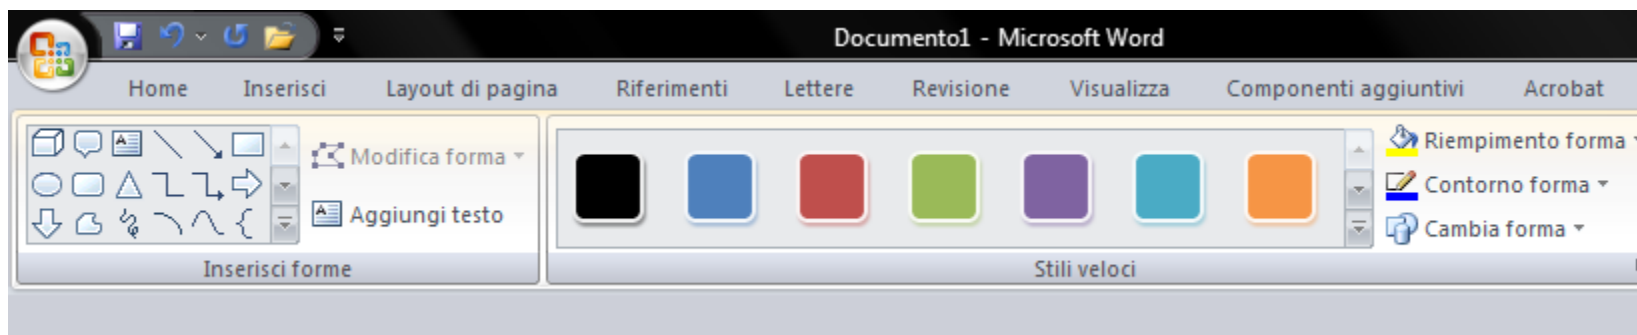 Documento1 - Microsoft Word
Home Inserisci Layout di pagina Riferimenti Lettere Revisione Visualizza Componenti aggiuntivi Acrobat
Modifica forma
Aggiungi testo
Inserisci forme
Riempimento forma
Contorno forma
Cambia forma
Stili veloci